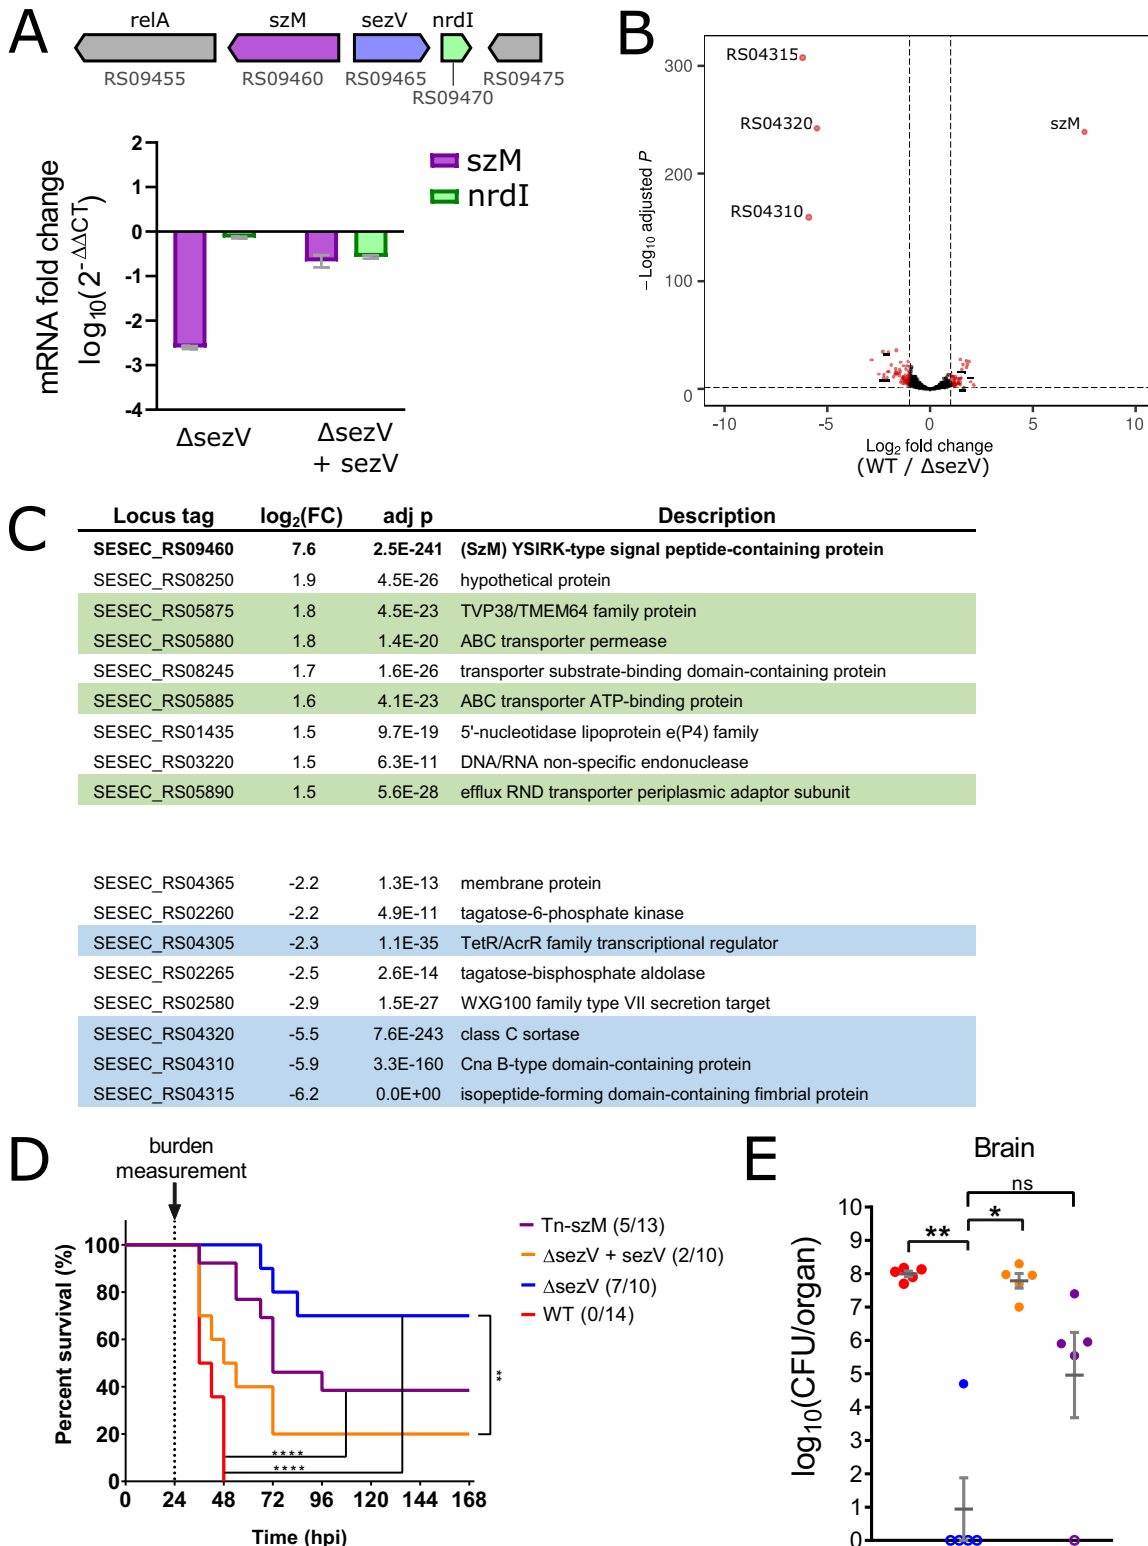 A
relA szM sezV nrdI
RS09455 RS09460 RS09465 RS09475
RS09470
mRNA fold change
log10(2-ΔΔCT)
2
1
0
-1
-2
-3
-4
szM
nrdI
ΔsezV
ΔsezV
+ sezV
B
−Log10 adjusted P
300
200
100
0
RS04315
RS04320
RS04310
szM
-10 -5 0 5 10
Log2 fold change
(WT / ΔsezV)
C
Locus tag log2(FC) adj p Description
SESEC_RS09460 7.6 2.5E-241 (SzM) YSIRK-type signal peptide-containing protein
SESEC_RS08250 1.9 4.5E-26 hypothetical protein
SESEC_RS05875 1.8 4.5E-23 TVP38/TMEM64 family protein
SESEC_RS05880 1.8 1.4E-20 ABC transporter permease
SESEC_RS08245 1.7 1.6E-26 transporter substrate-binding domain-containing protein
SESEC_RS05885 1.6 4.1E-23 ABC transporter ATP-binding protein
SESEC_RS01435 1.5 9.7E-19 5'-nucleotidase lipoprotein e(P4) family
SESEC_RS03220 1.5 6.3E-11 DNA/RNA non-specific endonuclease
SESEC_RS05890 1.5 5.6E-28 efflux RND transporter periplasmic adaptor subunit
SESEC_RS04365 -2.2 1.3E-13 membrane protein
SESEC_RS02260 -2.2 4.9E-11 tagatose-6-phosphate kinase
SESEC_RS04305 -2.3 1.1E-35 TetR/AcrR family transcriptional regulator
SESEC_RS02265 -2.5 2.6E-14 tagatose-bisphosphate aldolase
SESEC_RS02580 -2.9 1.5E-27 WXG100 family type VII secretion target
SESEC_RS04320 -5.5 7.6E-243 class C sortase
SESEC_RS04310 -5.9 3.3E-160 Cna B-type domain-containing protein
SESEC_RS04315 -6.2 0.0E+00 isopeptide-forming domain-containing fimbrial protein
D
burden
measurement
Percent survival (%)
100
80
60
40
20
0
0 24 48 72 96 120 144 168
Time (hpi)
Tn-szM (5/13)
ΔsezV + sezV (2/10)
ΔsezV (7/10)
WT (0/14)
**
****
****
E
Brain
ns
**
*
log10(CFU/organ)
10
9
8
7
6
5
4
3
2
1
0